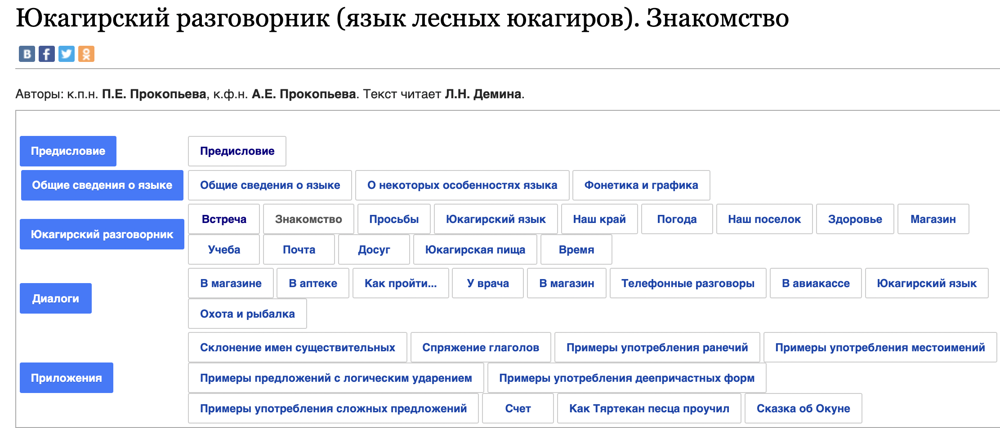 Юкагирский разговорник (язык лесных юкагиров). Знакомство
Авторы: к.п.н. П.Е. Прокопьева, к.ф.н. А.Е. Прокопьева. Текст читает Л.Н. Демина.
Предисловие Предисловие
Общие сведения о языке Общие сведения о языке О некоторых особенностях языка Фонетика и графика
Встреча Знакомство Просьбы Юкагирский язык Наш край Погода Наш поселок Здоровье Магазин
Юкагирский разговорник
Учеба Почта Досуг Юкагирская пища Время
В магазине В аптеке Как пройти... У врача В магазин Телефонные разговоры В авиакассе Юкагирский язык
Диалоги
Охота и рыбалка
Склонение имен существительных Спряжение глаголов Примеры употребления ранечий Примеры употребления местоимений
Приложения Примеры предложений с логическим ударением Примеры употребления деепричастных форм
Примеры употребления сложных предложений Счет Как Тяртекан песца проучил Сказка об Окуне